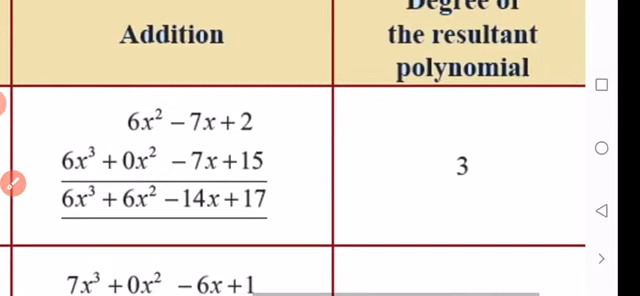 Degree of
Addition
the resultant
polynomial
6x² – 7x + 2
6x³ + 0x² – 7x + 15
3
6x³ + 6x² – 14x + 17
7x³ + 0x² – 6x + 1